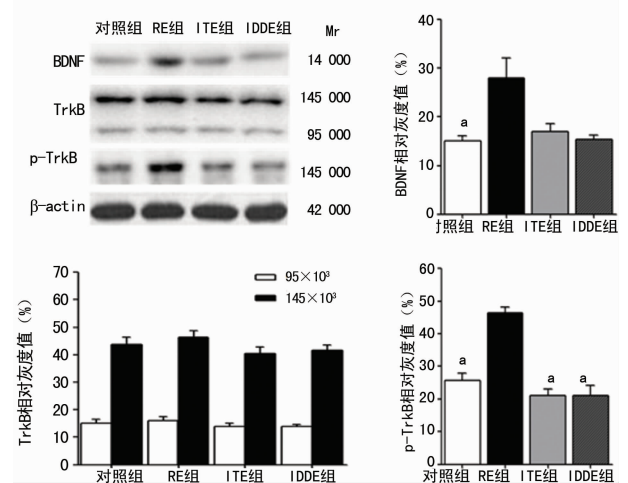 对照组 RE组 ITE组 IDDE组 Mr
BDNF 14 000
TrkB 145 000
95 000
p-TrkB 145 000
β-actin 42 000
BDNF相对灰度值（%）
40
30
20
10
0
a
对照组 RE组 ITE组 IDDE组
TrkB相对灰度值（%）
70
60
50
40
30
20
10
0
95×10³
145×10³
对照组 RE组 ITE组 IDDE组
p-TrkB相对灰度值（%）
60
50
40
30
20
10
0
a a a
对照组 RE组 ITE组 IDDE组